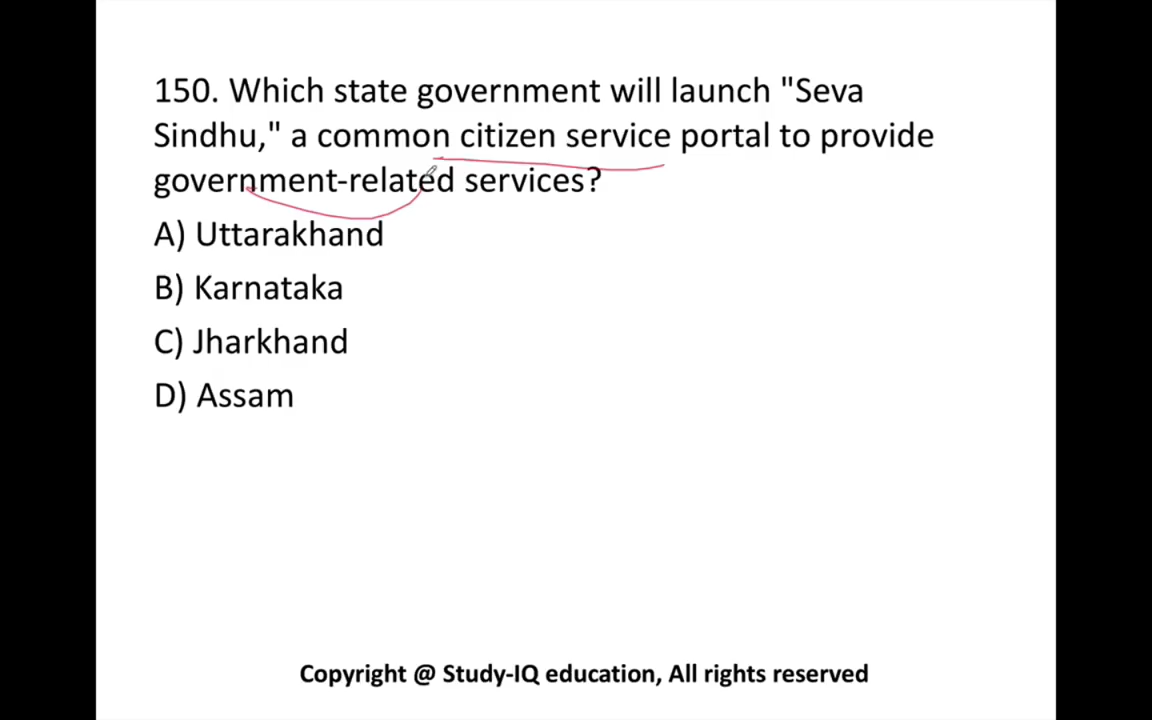 150. Which state government will launch "Seva
Sindhu," a common citizen service portal to provide
government-related services?
A) Uttarakhand
B) Karnataka
C) Jharkhand
D) Assam
Copyright @ Study-IQ education, All rights reserved